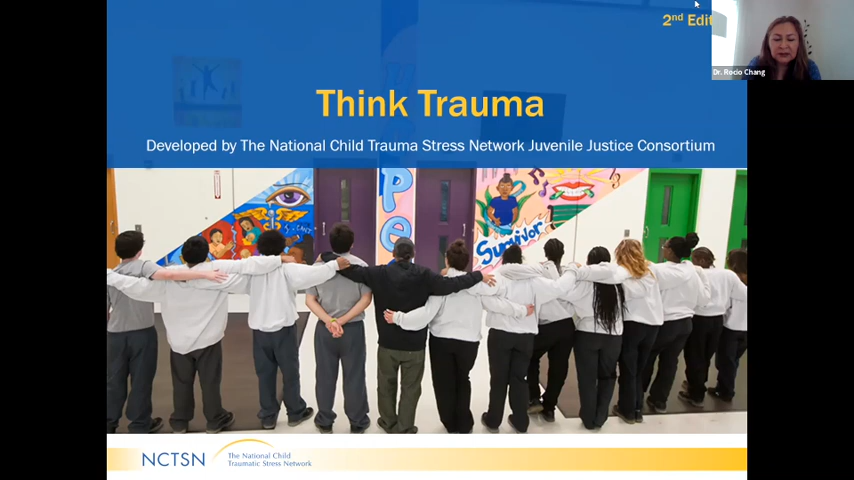 2nd Edit
Dr. Rocio Chang
Think Trauma
Developed by The National Child Trauma Stress Network Juvenile Justice Consortium
Survivor
NCTSN
The National Child
Traumatic Stress Network